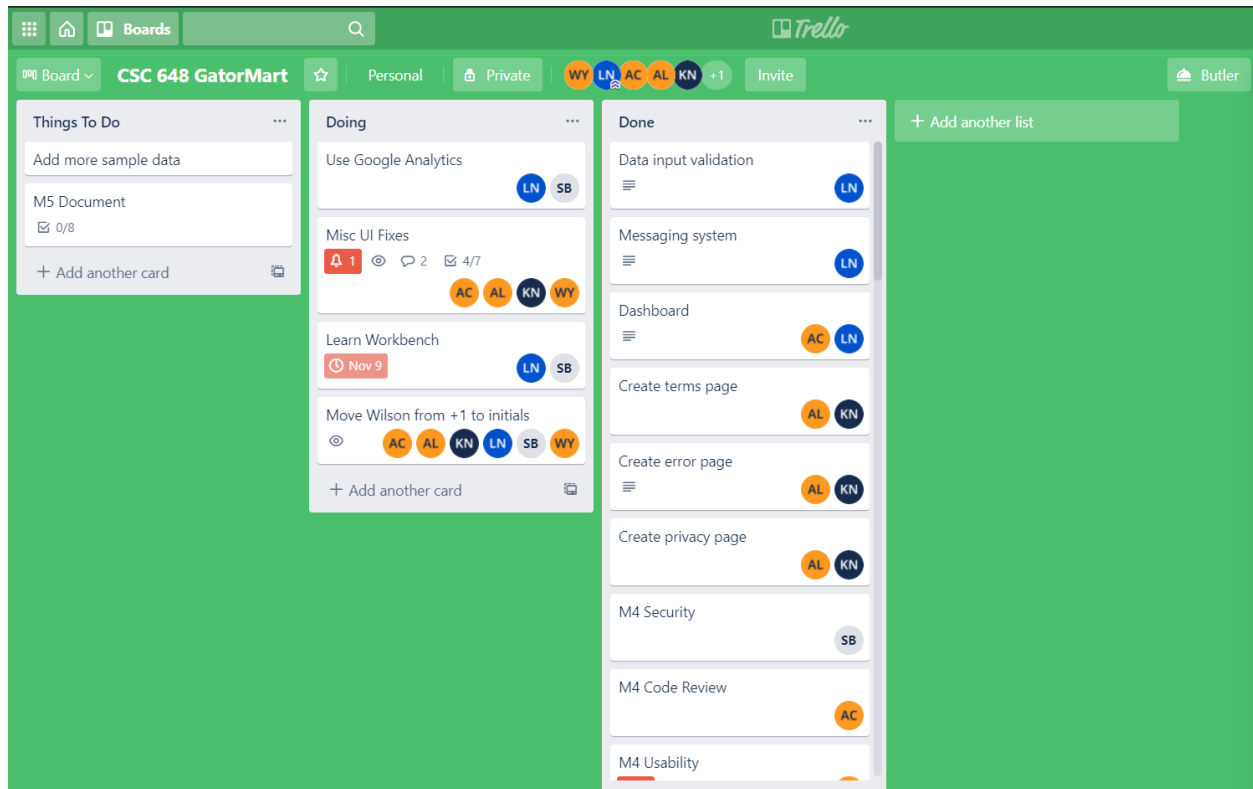 Boards
Trello
Board
CSC 648 GatorMart
Personal
Private
WY LN AC AL KN +1
Invite
Butler
Things To Do
Add more sample data
M5 Document
0/8
+ Add another card
Doing
Use Google Analytics
LN SB
Misc UI Fixes
1 2 4/7
AC AL KN WY
Learn Workbench
Nov 9
LN SB
Move Wilson from +1 to initials
AC AL KN LN SB WY
+ Add another card
Done
Data input validation
LN
Messaging system
LN
Dashboard
AC LN
Create terms page
AL KN
Create error page
AL KN
Create privacy page
AL KN
M4 Security
SB
M4 Code Review
AC
M4 Usability
+ Add another list